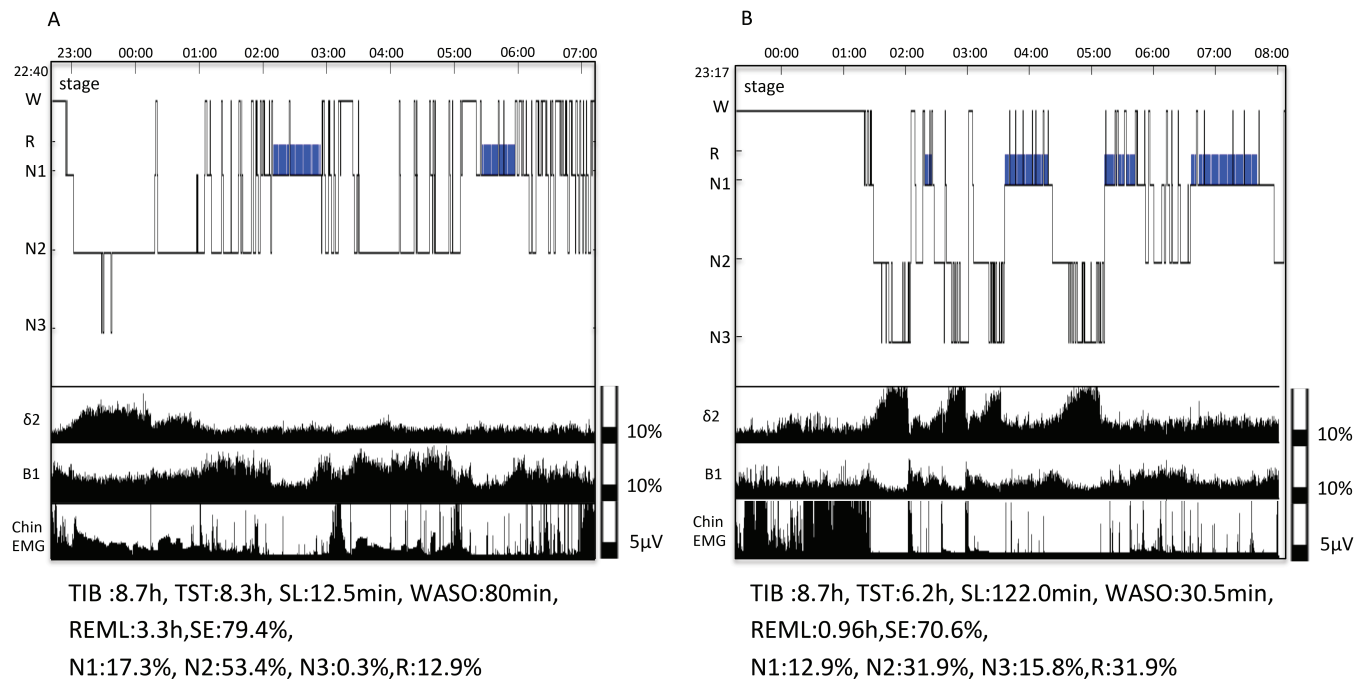 A
23:00 00:00 01:00 02:00 03:00 04:00 05:00 06:00 07:00
22:40
stage
W
R
N1
N2
N3
δ2
10%
B1
10%
Chin
EMG
5µV
TIB :8.7h, TST:8.3h, SL:12.5min, WASO:80min,
REML:3.3h,SE:79.4%,
N1:17.3%, N2:53.4%, N3:0.3%,R:12.9%
B
00:00 01:00 02:00 03:00 04:00 05:00 06:00 07:00 08:00
23:17
stage
W
R
N1
N2
N3
δ2
10%
B1
10%
Chin
EMG
5µV
TIB :8.7h, TST:6.2h, SL:122.0min, WASO:30.5min,
REML:0.96h,SE:70.6%,
N1:12.9%, N2:31.9%, N3:15.8%,R:31.9%